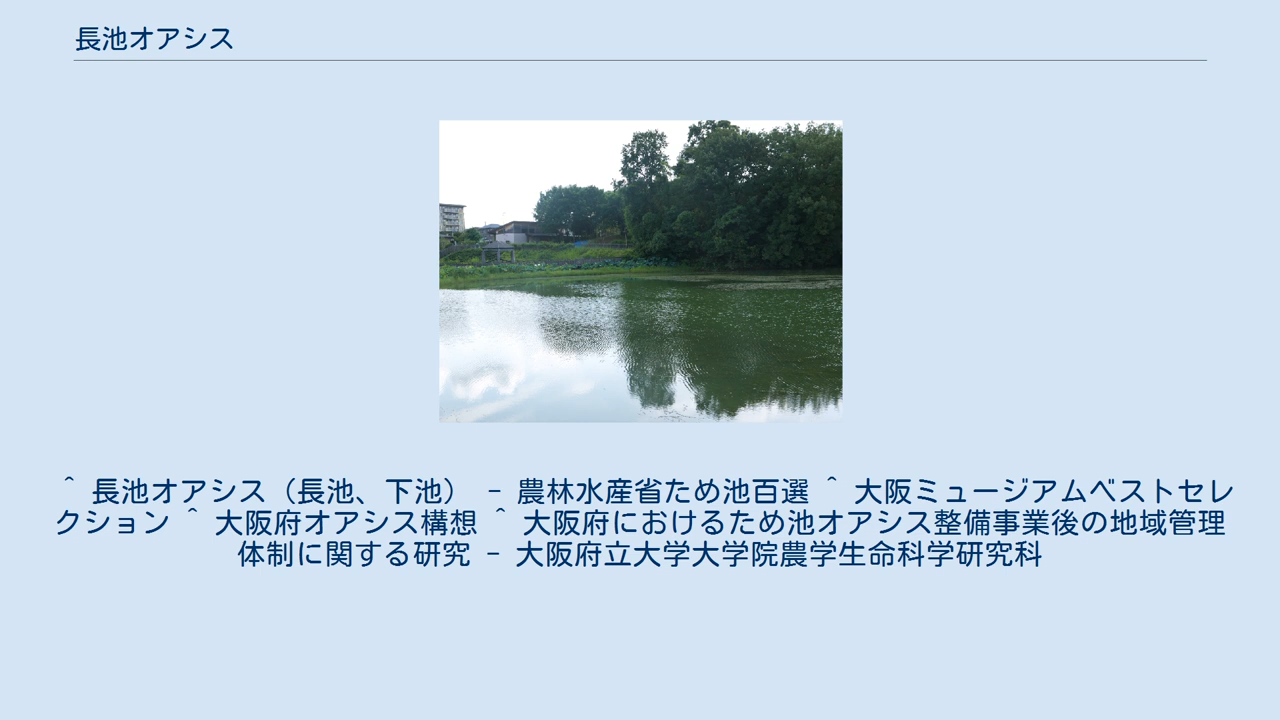 長池オアシス
^ 長池オアシス（長池、下池） - 農林水産省ため池百選 ^ 大阪ミュージアムベストセレ
クション ^ 大阪府オアシス構想 ^ 大阪府におけるため池オアシス整備事業後の地域管理
体制に関する研究 - 大阪府立大学大学院農学生命科学研究科